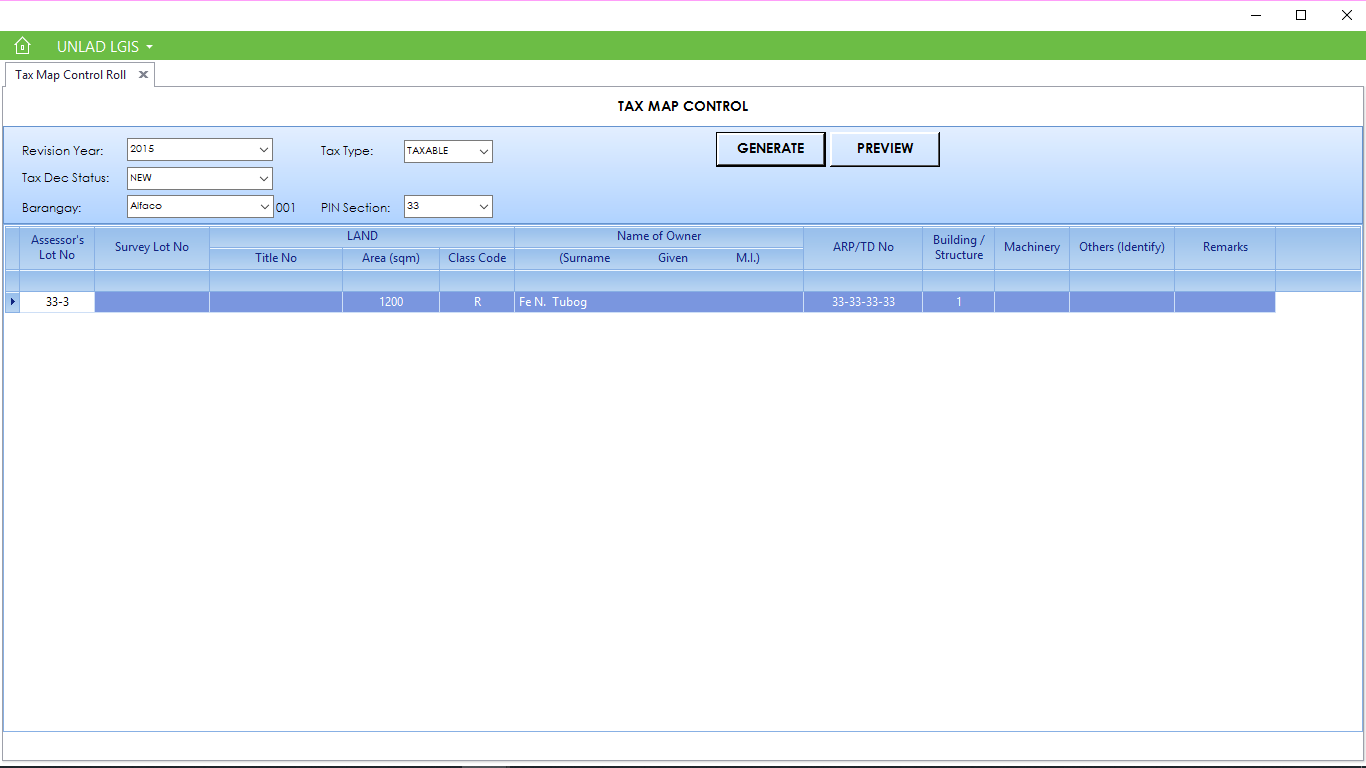 UNLAD LGIS
Tax Map Control Roll
TAX MAP CONTROL
Revision Year: 2015 Tax Type: TAXABLE GENERATE PREVIEW
Tax Dec Status: NEW
Barangay: Alfaco 001 PIN Section: 33
Assessor's Lot No Survey Lot No LAND Name of Owner ARP/TD No Building / Structure Machinery Others (Identify) Remarks
Title No Area (sqm) Class Code (Surname Given M.I.)
33-3 1200 R Fe N. Tubog 33-33-33-33 1